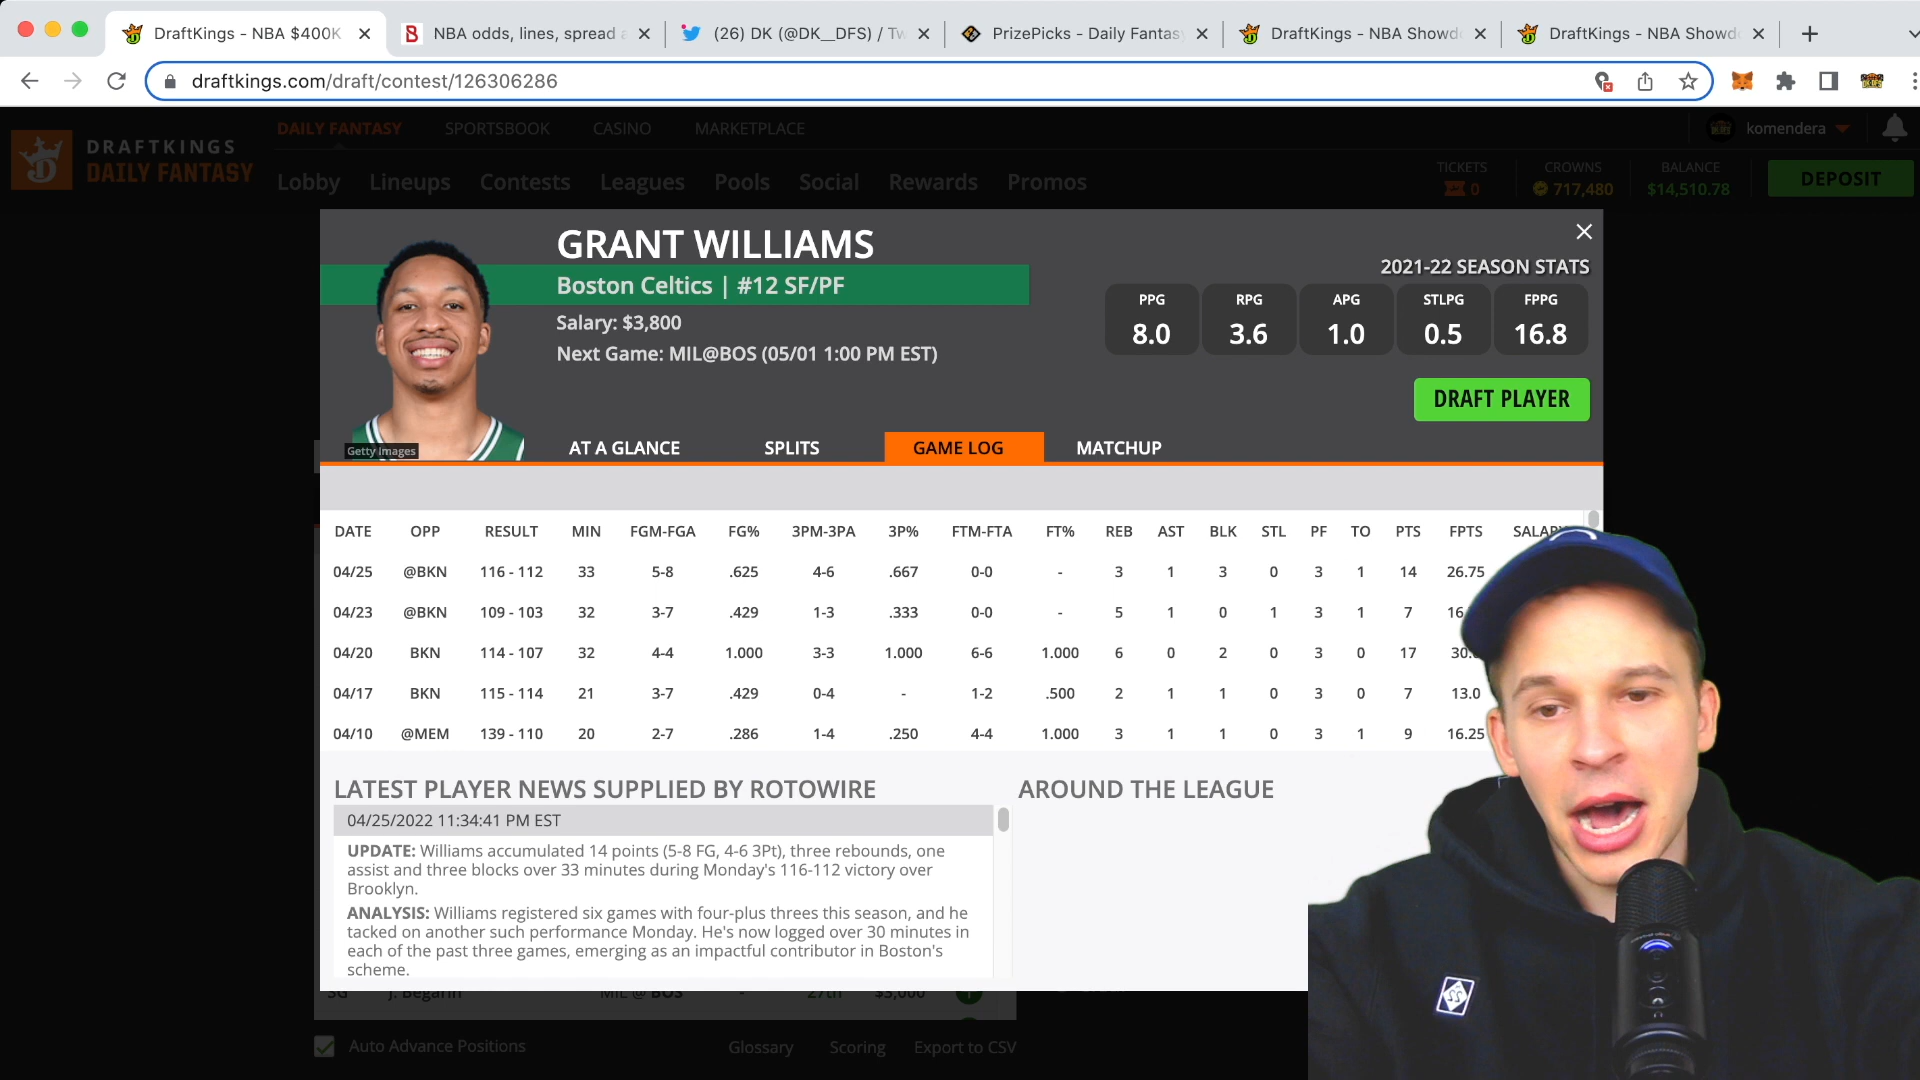 DraftKings - NBA $400K
NBA odds, lines, spread a
(26) DK (@DK__DFS) / Tw
PrizePicks - Daily Fantasy
DraftKings - NBA Showd
DraftKings - NBA Showd
draftkings.com/draft/contest/126306286
DRAFTKINGS
DAILY FANTASY
DAILY FANTASY SPORTSBOOK CASINO MARKETPLACE
komendera
Lobby Lineups Contests Leagues Pools Social Rewards Promos
TICKETS
0
CROWNS
717,480
BALANCE
$14,510.78
DEPOSIT
GRANT WILLIAMS
Boston Celtics | #12 SF/PF
Salary: $3,800
Next Game: MIL@BOS (05/01 1:00 PM EST)
2021-22 SEASON STATS
PPG RPG APG STLPG FPPG
8.0 3.6 1.0 0.5 16.8
DRAFT PLAYER
Getty Images
AT A GLANCE SPLITS GAME LOG MATCHUP
DATE OPP RESULT MIN FGM-FGA FG% 3PM-3PA 3P% FTM-FTA FT% REB AST BLK STL PF TO PTS FPTS SALARY
04/25 @BKN 116 - 112 33 5-8 .625 4-6 .667 0-0 - 3 1 3 0 3 1 14 26.75
04/23 @BKN 109 - 103 32 3-7 .429 1-3 .333 0-0 - 5 1 0 1 3 1 7 16.
04/20 BKN 114 - 107 32 4-4 1.000 3-3 1.000 6-6 1.000 6 0 2 0 3 0 17 30.
04/17 BKN 115 - 114 21 3-7 .429 0-4 - 1-2 .500 2 1 1 0 3 0 7 13.0
04/10 @MEM 139 - 110 20 2-7 .286 1-4 .250 4-4 1.000 3 1 1 0 3 1 9 16.25
LATEST PLAYER NEWS SUPPLIED BY ROTOWIRE
AROUND THE LEAGUE
04/25/2022 11:34:41 PM EST
UPDATE: Williams accumulated 14 points (5-8 FG, 4-6 3Pt), three rebounds, one
assist and three blocks over 33 minutes during Monday's 116-112 victory over
Brooklyn.
ANALYSIS: Williams registered six games with four-plus threes this season, and he
tacked on another such performance Monday. He's now logged over 30 minutes in
each of the past three games, emerging as an impactful contributor in Boston's
scheme.
SG J. Begarin MIL @ BOS - 27th $3,000
Auto Advance Positions
Glossary Scoring Export to CSV